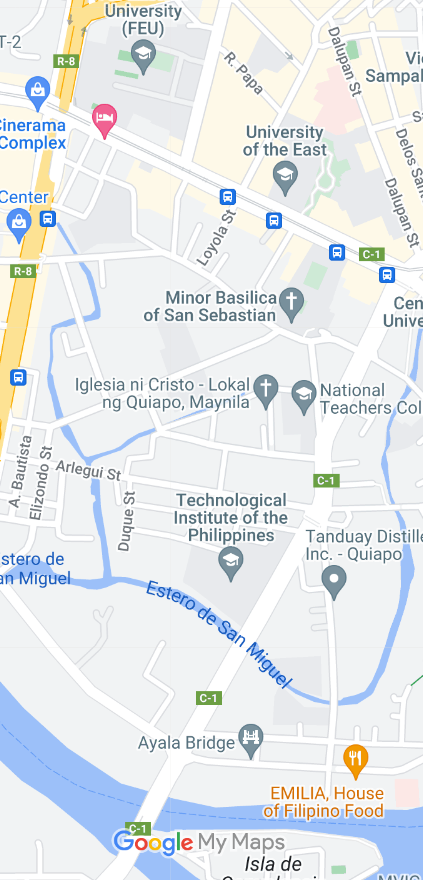 University
(FEU)
T-2
R-8
R. Papa
Dalupan St
Sampal
Cinerama
Complex
University
of the East
Delos San
Dalupan St
Center
Loyola St
C-1
R-8
Minor Basilica
of San Sebastian
Cen
Unive
Iglesia ni Cristo - Lokal
ng Quiapo, Maynila
National
Teachers Col
A. Bautista
Elizondo St
Arlegui St
C-1
Duque St
Technological
Institute of the
Philippines
Tanduay Distille
Inc. - Quiapo
Estero de
an Miguel
Estero de San Miguel
C-1
Ayala Bridge
EMILIA, House
of Filipino Food
C-1
Google My Maps
Isla de